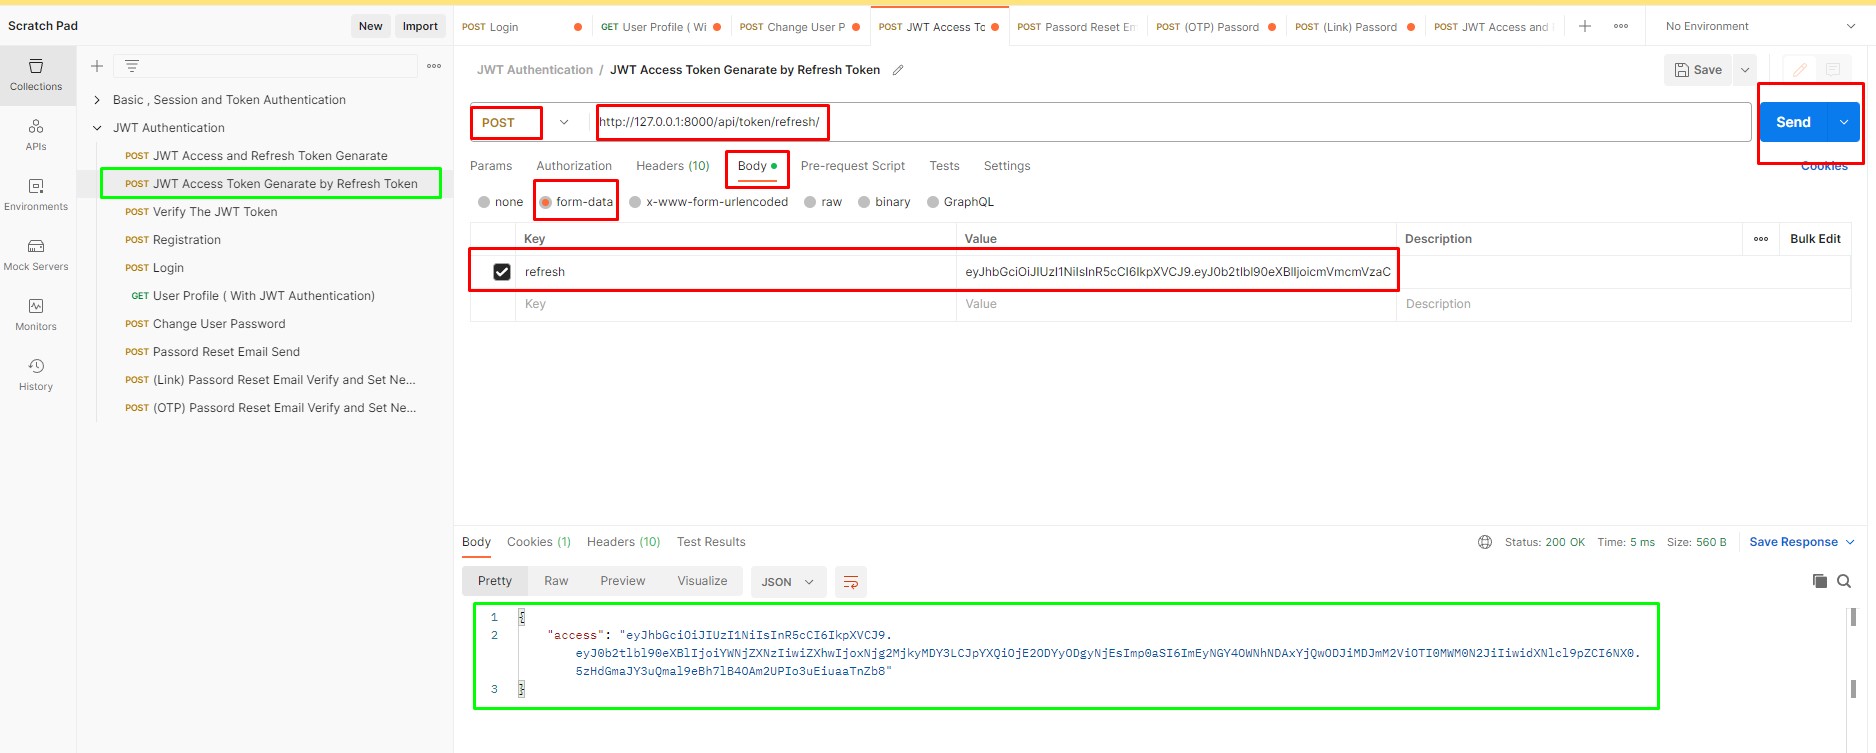 Scratch Pad
New
Import
POST Login
GET User Profile ( Wi
POST Change User P
POST JWT Access To
POST Passord Reset Em
POST (OTP) Passord
POST (Link) Passord
POST JWT Access and
No Environment
Collections
APIs
Environments
Mock Servers
Monitors
History
Basic , Session and Token Authentication
JWT Authentication
POST JWT Access and Refresh Token Genarate
POST JWT Access Token Genarate by Refresh Token
POST Verify The JWT Token
POST Registration
POST Login
GET User Profile ( With JWT Authentication)
POST Change User Password
POST Passord Reset Email Send
POST (Link) Passord Reset Email Verify and Set Ne...
POST (OTP) Passord Reset Email Verify and Set Ne...
JWT Authentication / JWT Access Token Genarate by Refresh Token
Save
POST
http://127.0.0.1:8000/api/token/refresh/
Send
Params
Authorization
Headers (10)
Body
Pre-request Script
Tests
Settings
Cookies
none
form-data
x-www-form-urlencoded
raw
binary
GraphQL
Key
Value
Description
Bulk Edit
refresh
eyJhbGciOiJIUzI1NiIsInR5cCI6IkpXVCJ9.eyJ0b2tlbl90eXBlIjoicmVmcmVzaC
Key
Value
Description
Body
Cookies (1)
Headers (10)
Test Results
Status: 200 OK
Time: 5 ms
Size: 560 B
Save Response
Pretty
Raw
Preview
Visualize
JSON
1 {
2 "access": "eyJhbGciOiJIUzI1NiIsInR5cCI6IkpXVCJ9.
eyJ0b2tlbl90eXBlIjoiYWNjZXNzIiwiZXhwIjoxNjg2MjkyMDY3LCJpYXQiOjE2ODYyODgyNjEsImp0aSI6ImEyNGY4OWNhNDAxYjQwODJiMDJmM2ViOTI0MWM0N2JiIiwidXNlcl9pZCI6NX0.
5zHdGmaJY3uQmal9eBh7lB4OAm2UPIo3uEiuaaTnZb8"
3 }